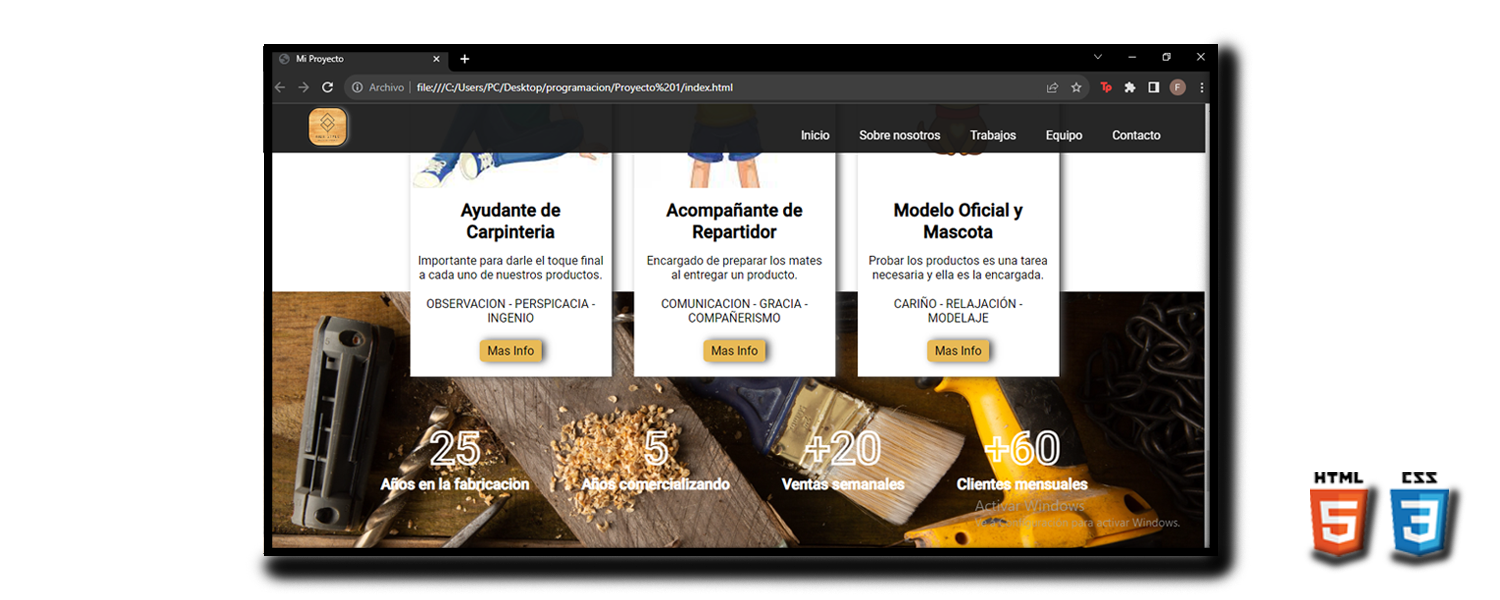 Mi Proyecto
Archivo | file:///C:/Users/PC/Desktop/programacion/Proyecto%201/index.html
Tp
F
Inicio Sobre nosotros Trabajos Equipo Contacto
Ayudante de
Carpinteria
Importante para darle el toque final
a cada uno de nuestros productos.
OBSERVACION - PERSPICACIA -
INGENIO
Mas Info
Acompañante de
Repartidor
Encargado de preparar los mates
al entregar un producto.
COMUNICACION - GRACIA -
COMPAÑERISMO
Mas Info
Modelo Oficial y
Mascota
Probar los productos es una tarea
necesaria y ella es la encargada.
CARIÑO - RELAJACIÓN -
MODELAJE
Mas Info
25
Años en la fabricacion
5
Años comercializando
+20
Ventas semanales
+60
Clientes mensuales
Activar Windows
para activar Windows.
HTML
5
CSS
3